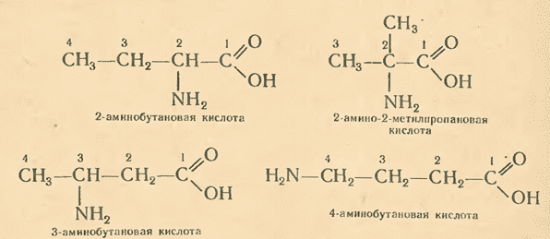 4 3 2 1
CH₃—CH₂—CH—C
O
OH
NH₂
2-аминобутановая кислота
CH₃
3 2 1
CH₃—C—C
O
OH
NH₂
2-амино-2-метилпропановая
кислота
4 3 2 1
CH₃—CH—CH₂—C
O
OH
NH₂
3-аминобутановая кислота
4 3 2 1
H₂N—CH₂—CH₂—CH₂—C
O
OH
4-аминобутановая кислота